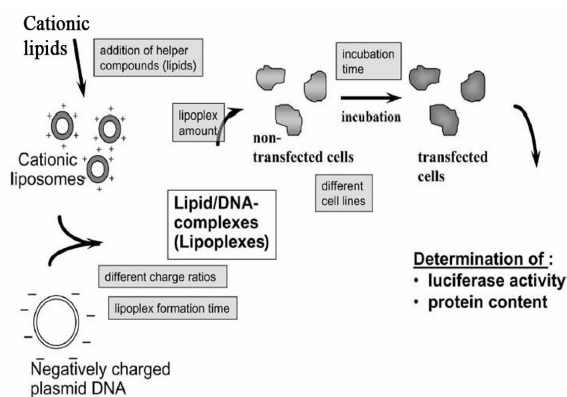 Cationic
lipids
addition of helper
compounds (lipids)
Cationic
liposomes
lipoplex
amount
non-
transfected cells
incubation
time
incubation
transfected
cells
different
cell lines
Lipid/DNA-
complexes
(Lipoplexes)
different charge ratios
lipoplex formation time
Negatively charged
plasmid DNA
Determination of :
• luciferase activity
• protein content